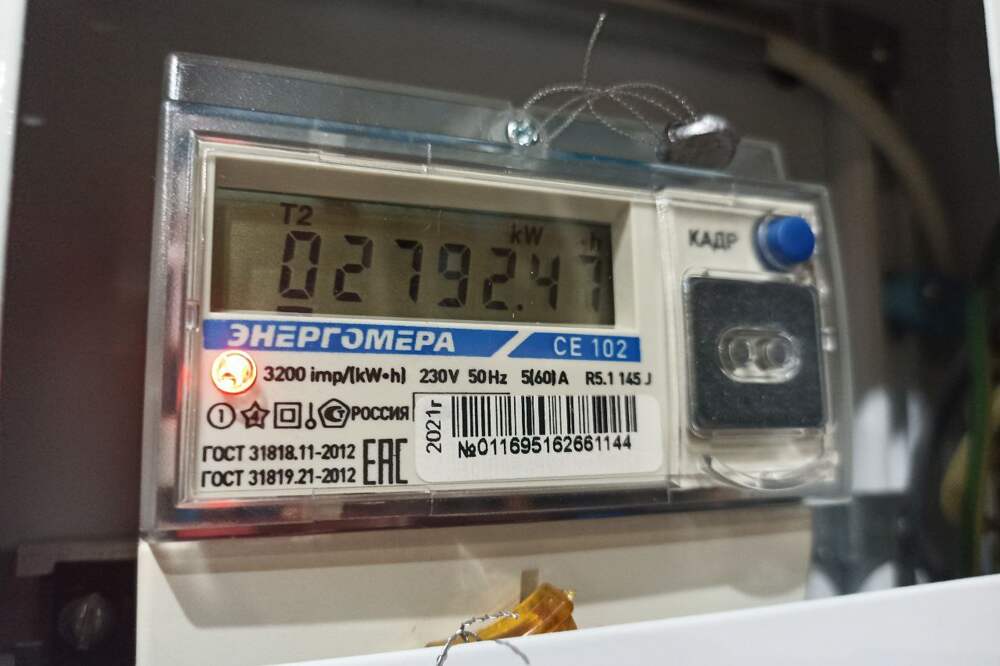 T2
kW·h
02792.47
КАДР
ЭНЕРГОМЕРА CE 102
3200 imp/(kW•h) 230V 50Hz 5(60)A R5.1 145 J
РОССИЯ
2021г
№011695162661144
ГОСТ 31818.11-2012
ГОСТ 31819.21-2012
EAC